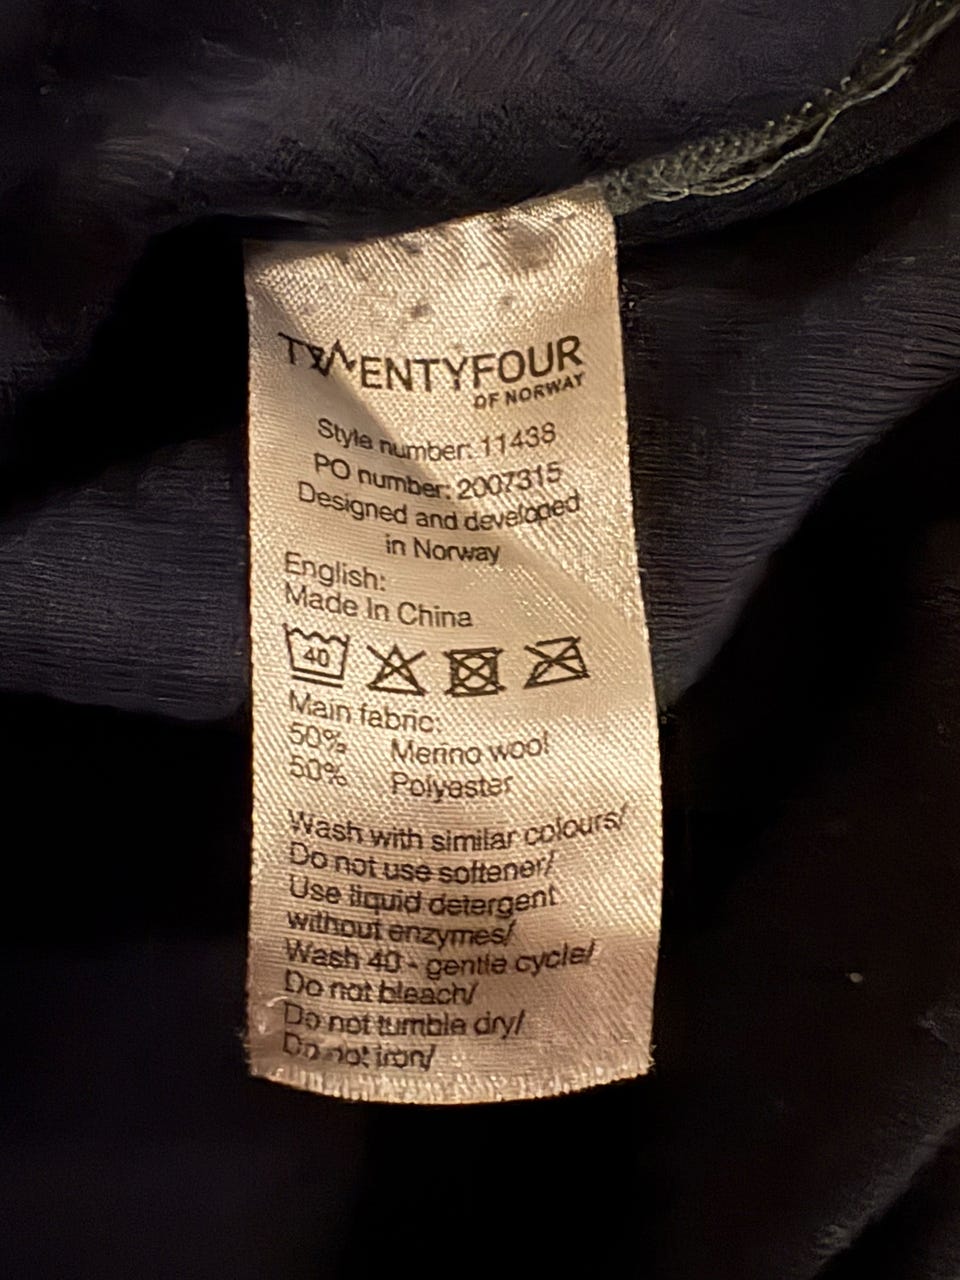 TWENTYFOUR
OF NORWAY
Style number: 11438
PO number: 2007315
Designed and developed
in Norway
English:
Made In China
40
Main fabric:
50% Merino wool
50% Polyester
Wash with similar colours/
Do not use softener/
Use liquid detergent
without enzymes/
Wash 40 - gentle cycle/
Do not bleach/
Do not tumble dry/
Do not iron/